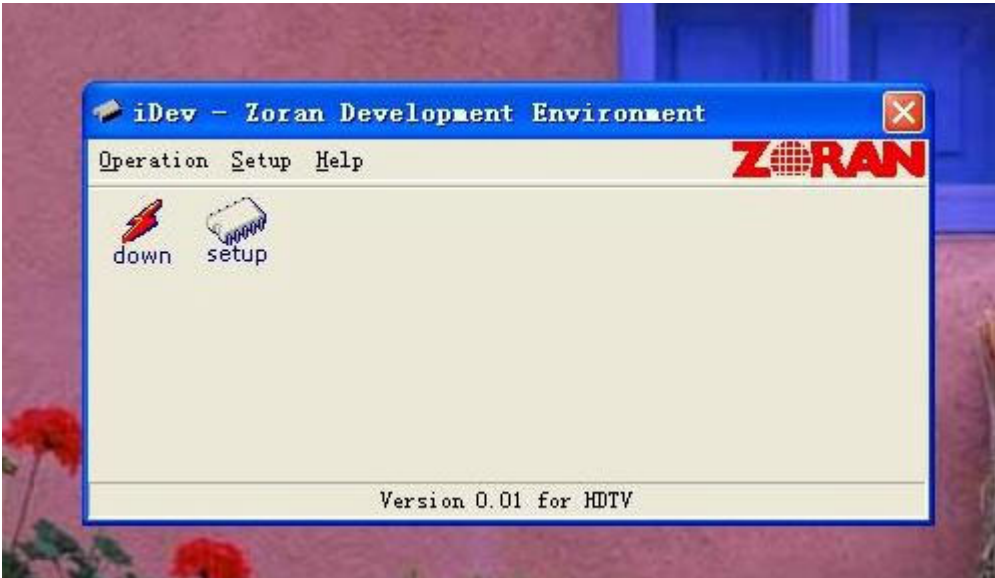 iDev - Zoran Development Environment
Operation Setup Help
ZORAN
down setup
Version 0.01 for HDTV